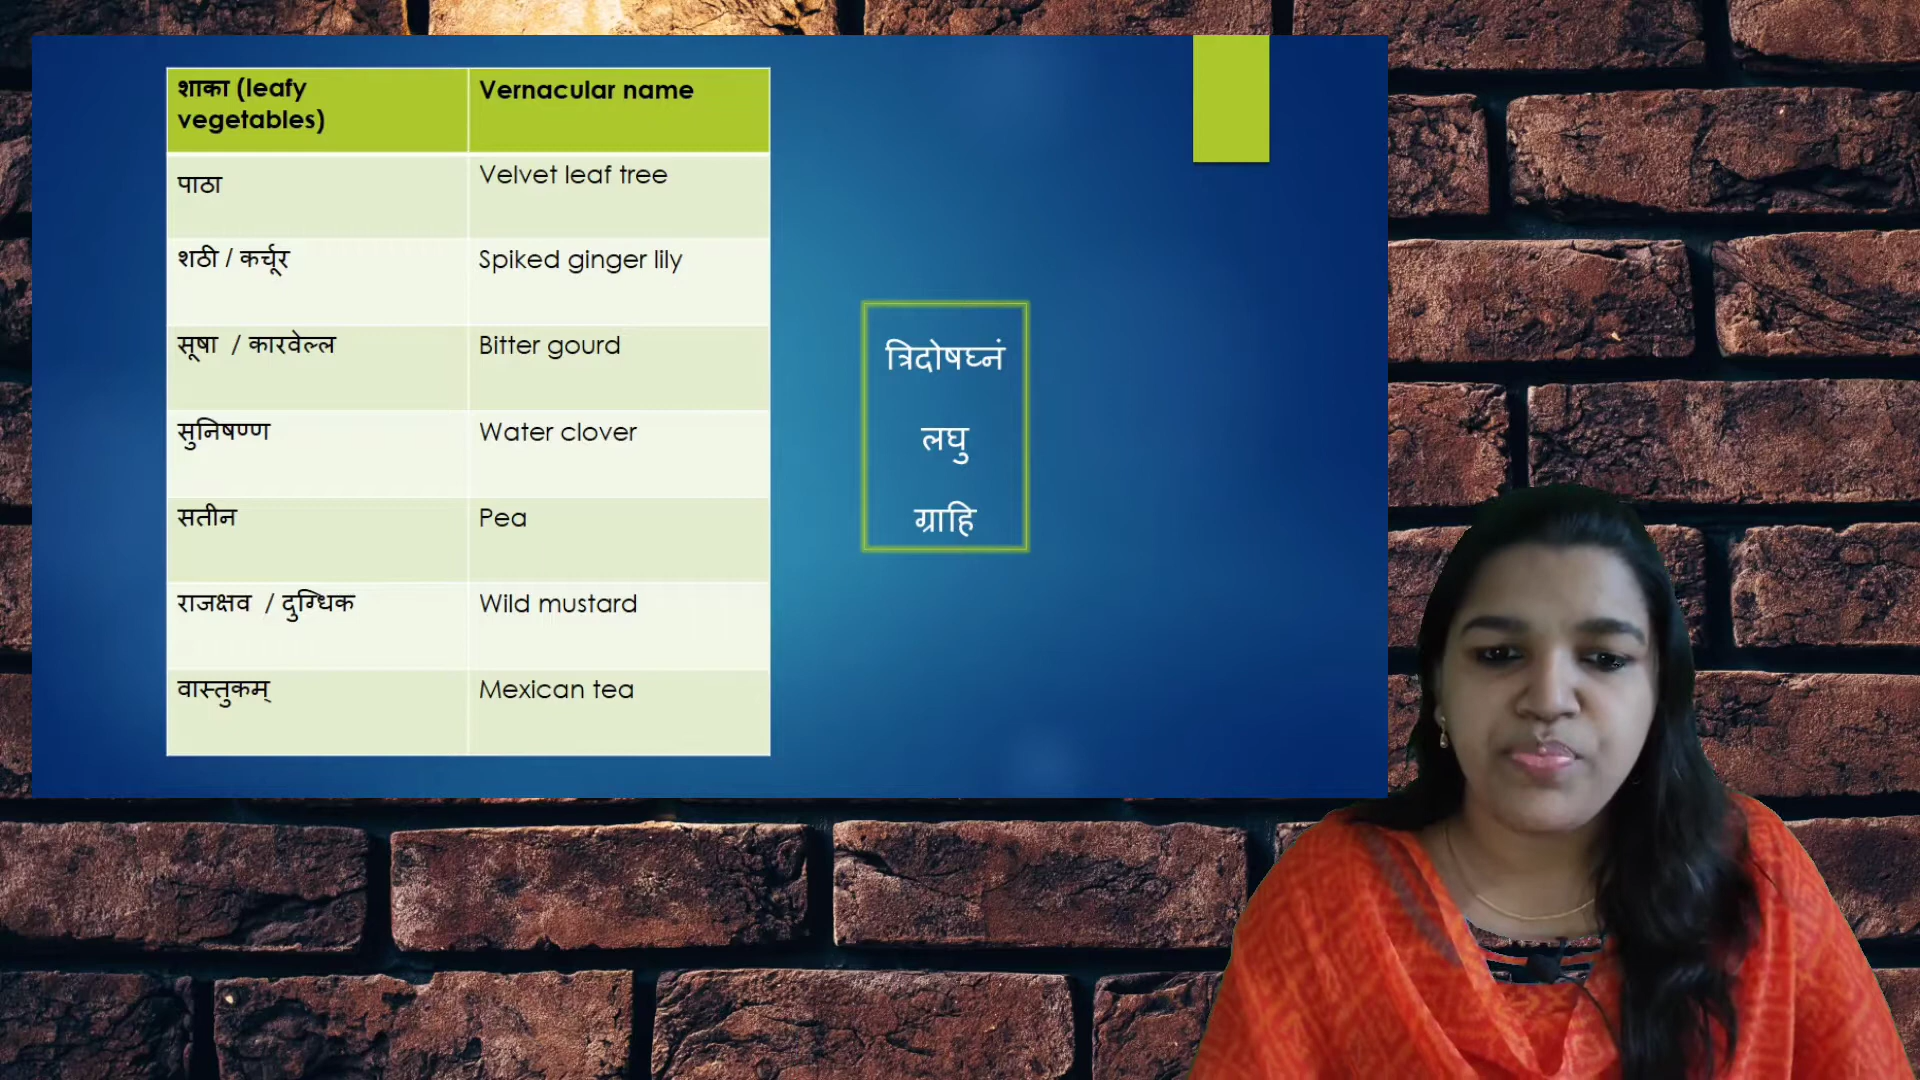 शाका (leafy
vegetables)
Vernacular name
पाठा
Velvet leaf tree
शठी / कर्चूर
Spiked ginger lily
सूषा / कारवेल्ल
Bitter gourd
सुनिषण्ण
Water clover
सतीन
Pea
राजक्षव / दुग्धिक
Wild mustard
वास्तुकम्
Mexican tea
त्रिदोषघ्नं
लघु
ग्राहि